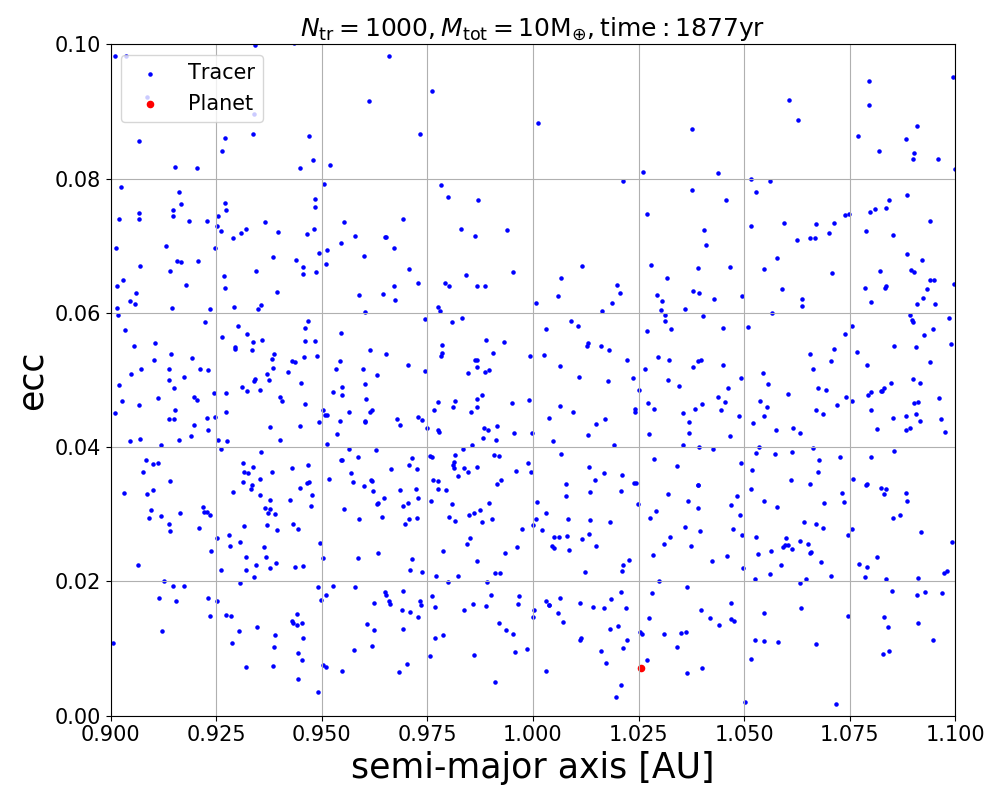 N_tr = 1000, M_tot = 10M_⊕, time : 1877yr
Tracer
Planet
ecc
0.10
0.08
0.06
0.04
0.02
0.00
0.900 0.925 0.950 0.975 1.000 1.025 1.050 1.075 1.100
semi-major axis [AU]